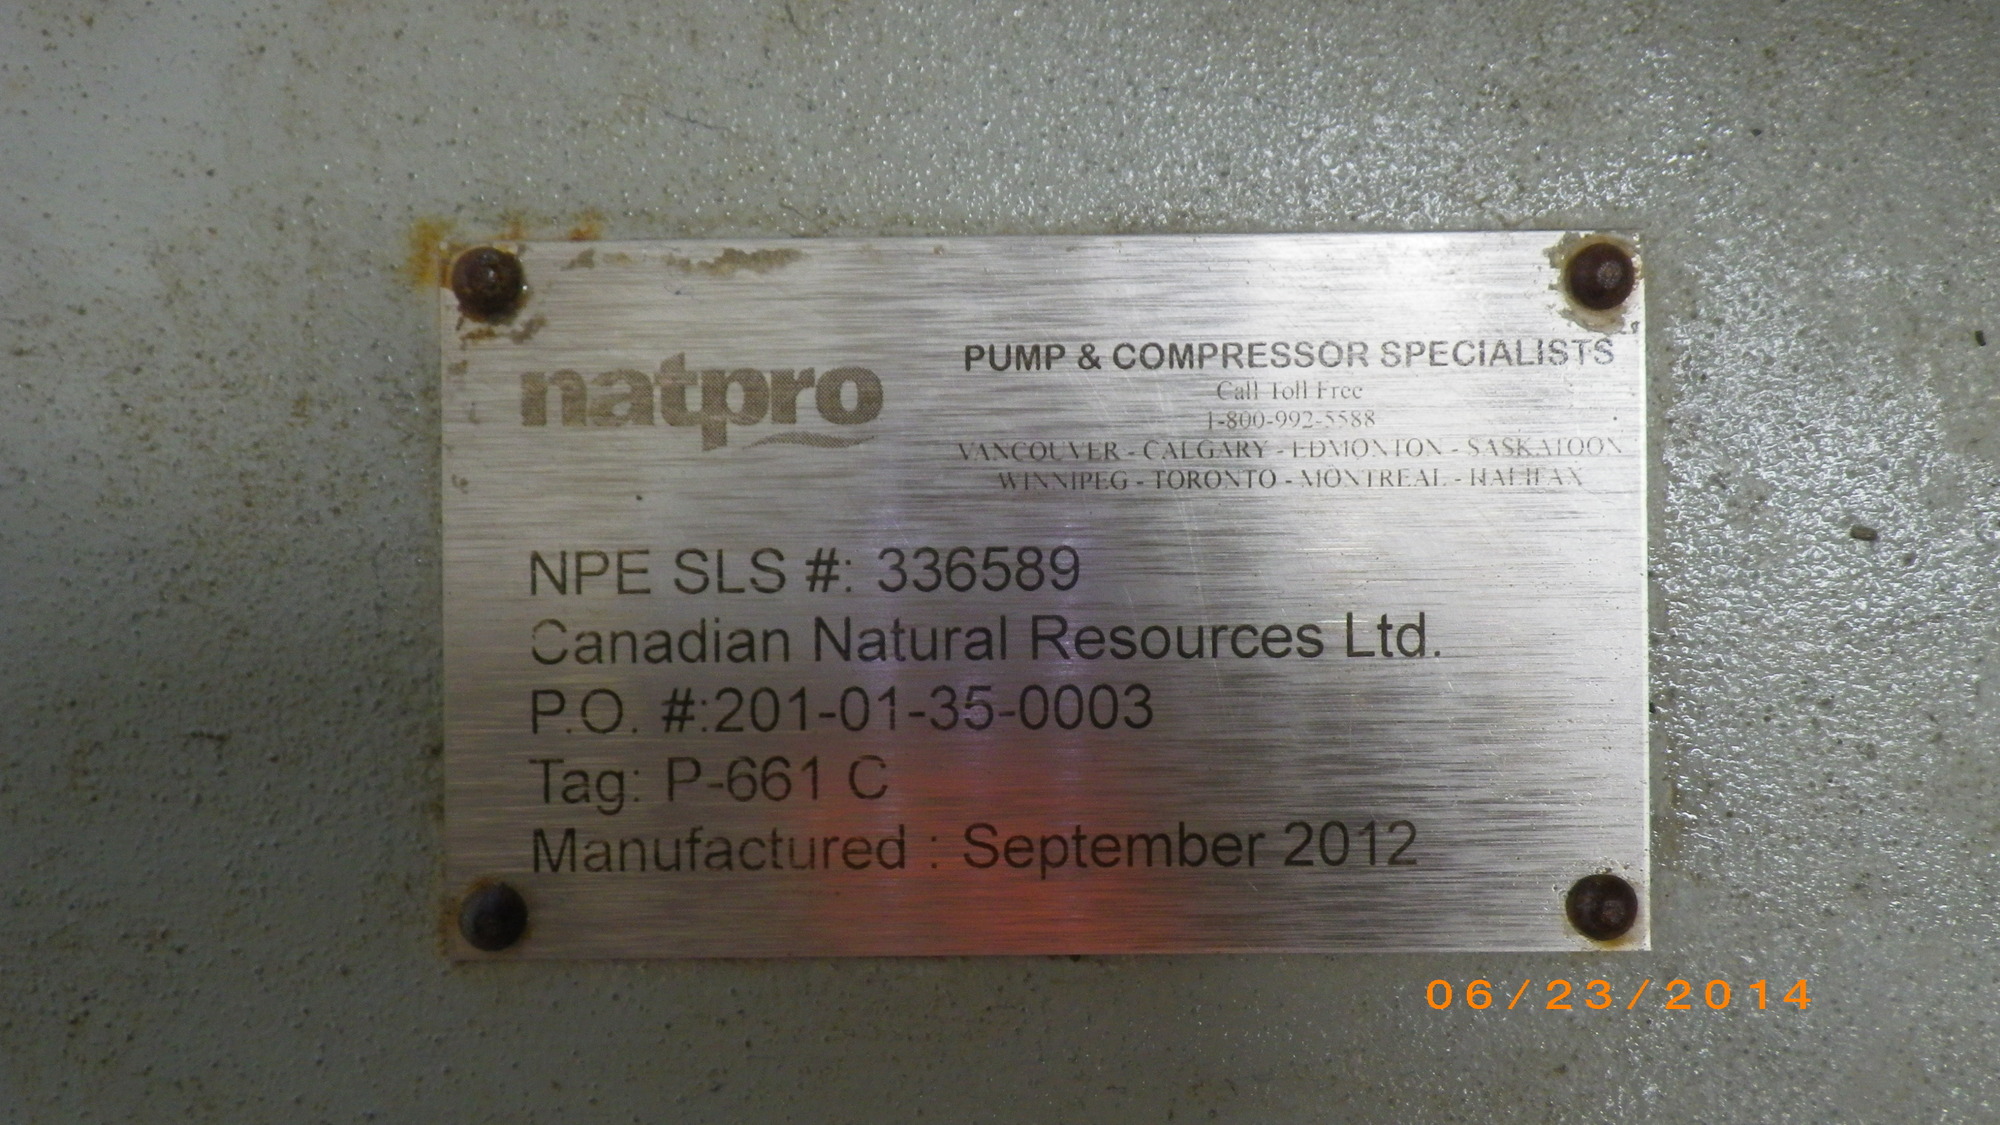 natpro
PUMP & COMPRESSOR SPECIALISTS
Call Toll Free
1-800-992-5588
VANCOUVER - CALGARY - EDMONTON - SASKATOON
WINNIPEG - TORONTO - MONTREAL - HALIFAX
NPE SLS #: 336589
Canadian Natural Resources Ltd.
P.O. #:201-01-35-0003
Tag: P-661 C
Manufactured : September 2012
06/23/2014